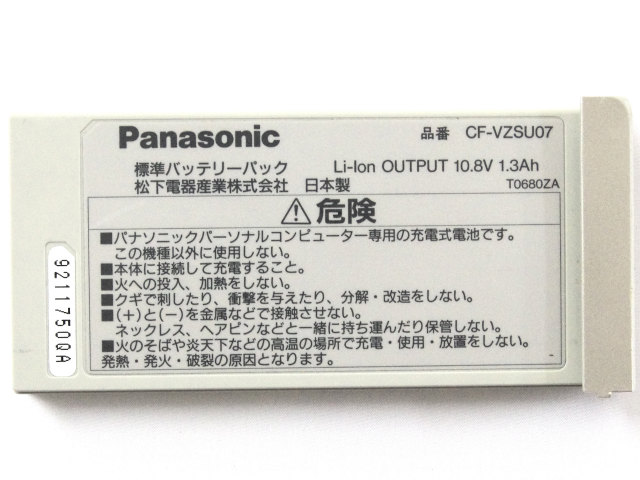 Panasonic 品番 CF-VZSU07
標準バッテリーパック Li-Ion OUTPUT 10.8V 1.3Ah
松下電器産業株式会社 日本製 T0680ZA
危険
■パナソニックパーソナルコンピューター専用の充電式電池です。
この機種以外に使用しない。
■本体に接続して充電すること。
■火への投入、加熱をしない。
■クギで刺したり、衝撃を与えたり、分解・改造をしない。
■(+)と(−)を金属などで接触させない。
ネックレス、ヘアピンなどと一緒に持ち運んだり保管しない。
■火のそばや炎天下などの高温の場所で充電・使用・放置をしない。
発熱・発火・破裂の原因となります。
9211750QA